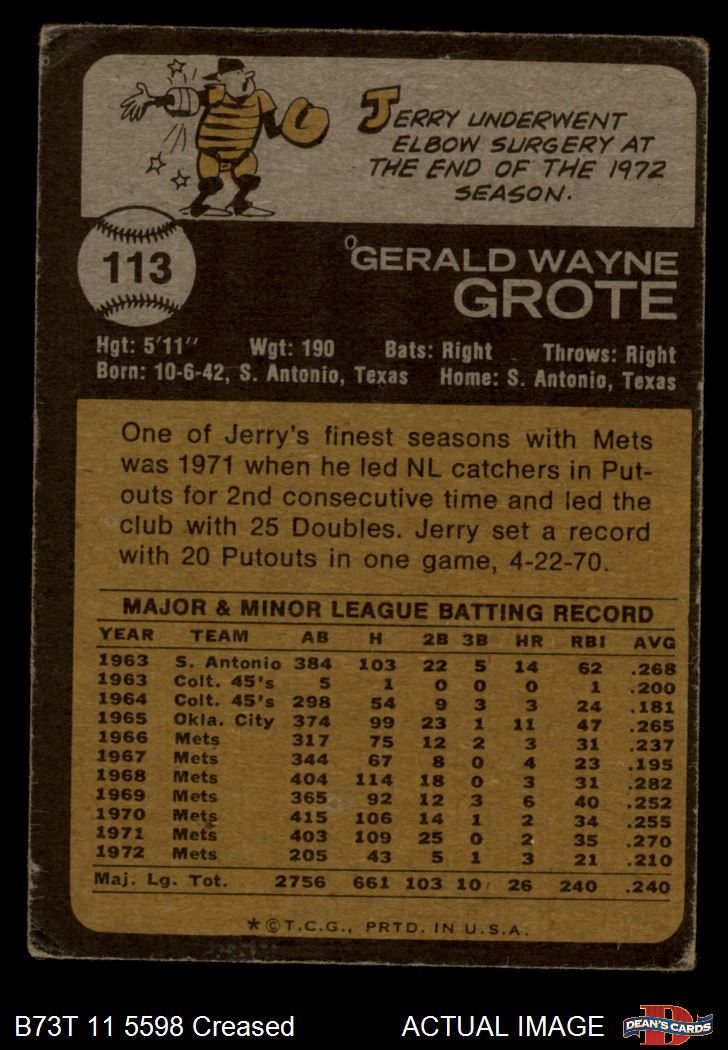 JERRY UNDERWENT
ELBOW SURGERY AT
THE END OF THE 1972
SEASON.
113
GERALD WAYNE
GROTE
Hgt: 5'11" Wgt: 190 Bats: Right Throws: Right
Born: 10-6-42, S. Antonio, Texas Home: S. Antonio, Texas
One of Jerry's finest seasons with Mets
was 1971 when he led NL catchers in Put-
outs for 2nd consecutive time and led the
club with 25 Doubles. Jerry set a record
with 20 Putouts in one game, 4-22-70.
MAJOR & MINOR LEAGUE BATTING RECORD
YEAR TEAM AB H 2B 3B HR RBI AVG
1963 S. Antonio 384 103 22 5 14 62 .268
1963 Colt. 45's 5 1 0 0 0 1 .200
1964 Colt. 45's 298 54 9 3 3 24 .181
1965 Okla. City 374 99 23 1 11 47 .265
1966 Mets 317 75 12 2 3 31 .237
1967 Mets 344 67 8 0 4 23 .195
1968 Mets 404 114 18 0 3 31 .282
1969 Mets 365 92 12 3 6 40 .252
1970 Mets 415 106 14 1 2 34 .255
1971 Mets 403 109 25 0 2 35 .270
1972 Mets 205 43 5 1 3 21 .210
Maj. Lg. Tot. 2756 661 103 10 26 240 .240
*©T.C.G., PRTD. IN U.S.A.
B73T 11 5598 Creased ACTUAL IMAGE
D
DEAN'S CARDS